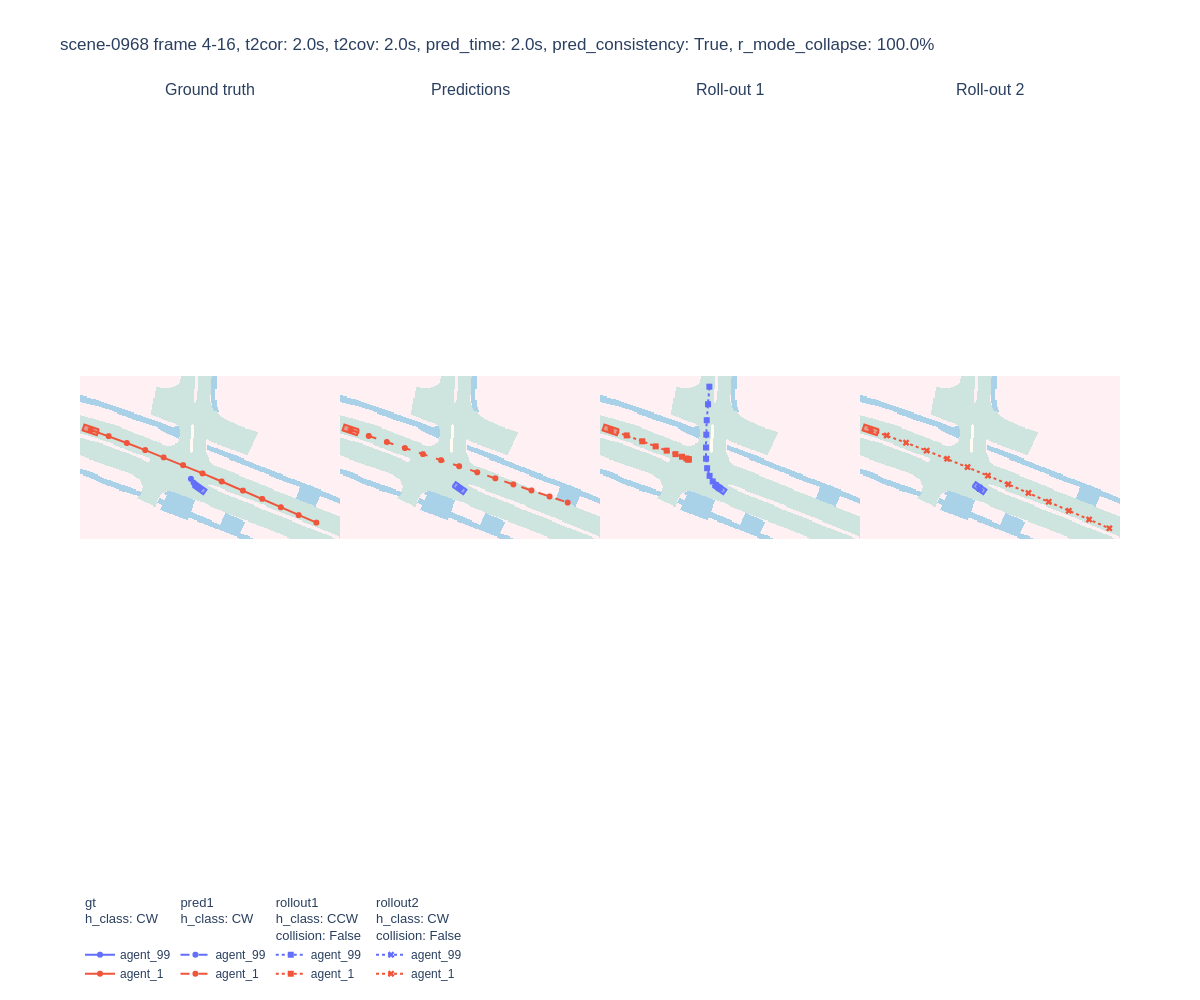 scene-0968 frame 4-16, t2cor: 2.0s, t2cov: 2.0s, pred_time: 2.0s, pred_consistency: True, r_mode_collapse: 100.0%
Ground truth
Predictions
Roll-out 1
Roll-out 2
gt
h_class: CW
agent_99
agent_1
pred1
h_class: CW
agent_99
agent_1
rollout1
h_class: CCW
collision: False
agent_99
agent_1
rollout2
h_class: CW
collision: False
agent_99
agent_1